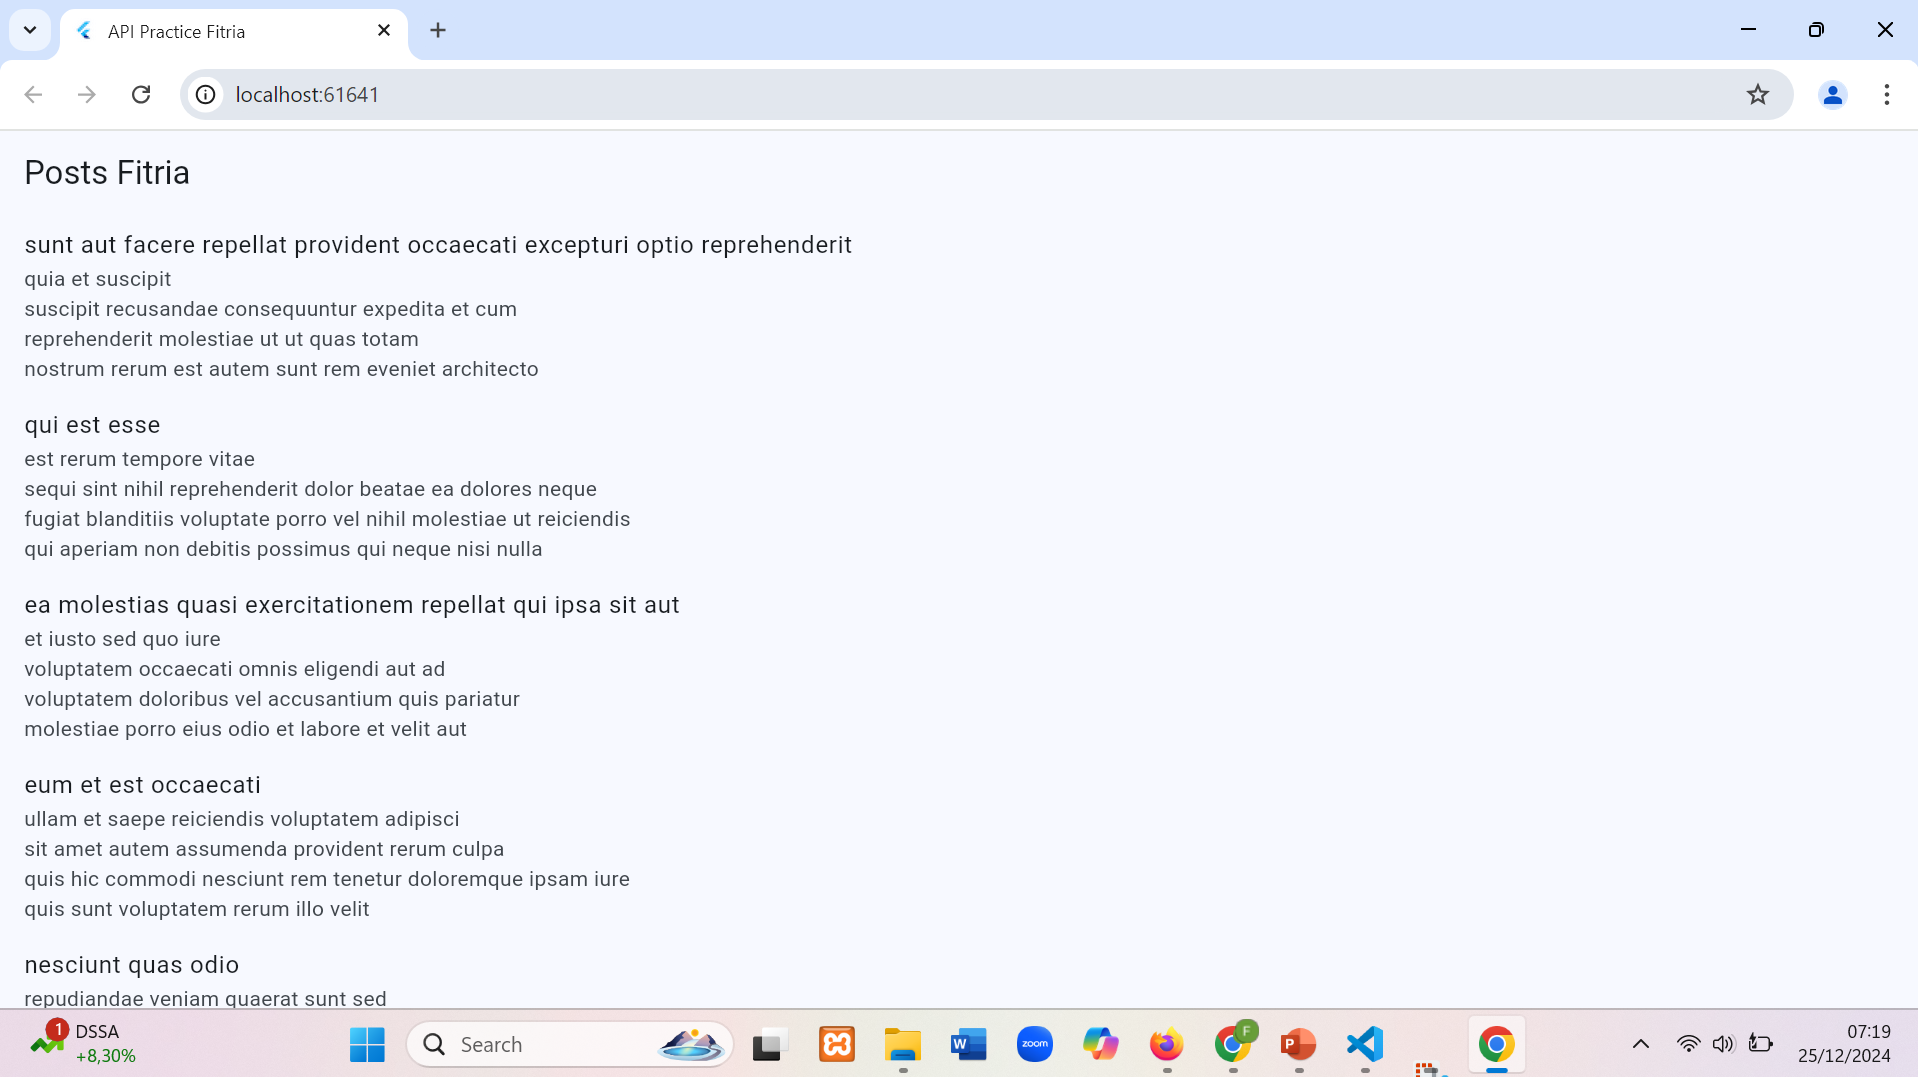 API Practice Fitria
localhost:61641
Posts Fitria
sunt aut facere repellat provident occaecati excepturi optio reprehenderit
quia et suscipit
suscipit recusandae consequuntur expedita et cum
reprehenderit molestiae ut ut quas totam
nostrum rerum est autem sunt rem eveniet architecto
qui est esse
est rerum tempore vitae
sequi sint nihil reprehenderit dolor beatae ea dolores neque
fugiat blanditiis voluptate porro vel nihil molestiae ut reiciendis
qui aperiam non debitis possimus qui neque nisi nulla
ea molestias quasi exercitationem repellat qui ipsa sit aut
et iusto sed quo iure
voluptatem occaecati omnis eligendi aut ad
voluptatem doloribus vel accusantium quis pariatur
molestiae porro eius odio et labore et velit aut
eum et est occaecati
ullam et saepe reiciendis voluptatem adipisci
sit amet autem assumenda provident rerum culpa
quis hic commodi nesciunt rem tenetur doloremque ipsam iure
quis sunt voluptatem rerum illo velit
nesciunt quas odio
repudiandae veniam quaerat sunt sed
1 DSSA
+8,30%
Search
W
zoom
F
P
07:19
25/12/2024